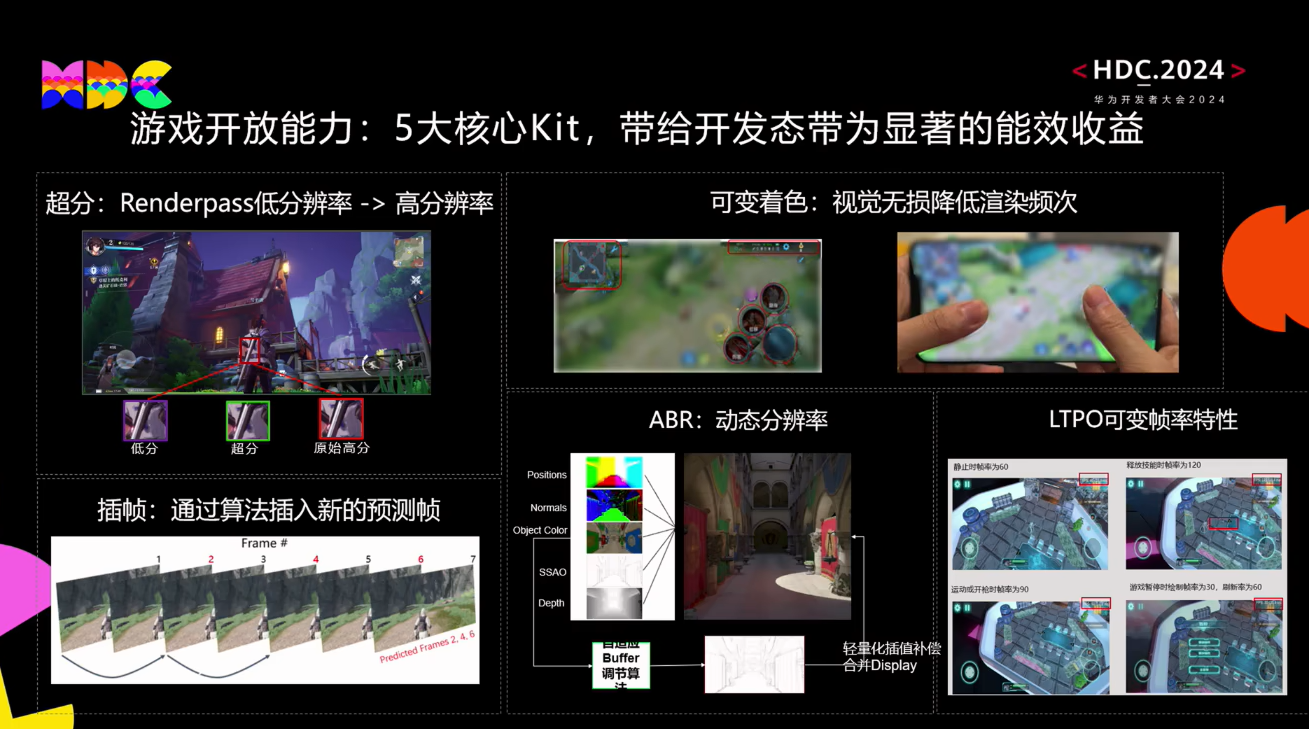 HDC
<HDC.2024>
华为开发者大会2024
游戏开放能力：5大核心Kit，带给开发态带为显著的能效收益
超分：Renderpass低分辨率 -> 高分辨率
低分
超分
原始高分
可变着色：视觉无损降低渲染频次
插帧：通过算法插入新的预测帧
Frame #
1 2 3 4 5 6 7
Predicted Frames 2, 4, 6
ABR：动态分辨率
Positions
Normals
Object Color
SSAO
Depth
自适应
Buffer
调节算
法
轻量化插值补偿
合并Display
LTPO可变帧率特性
静止时帧率为60
释放技能时帧率为120
运动或开枪时帧率为90
游戏暂停时绘制帧率为30，刷新率为60